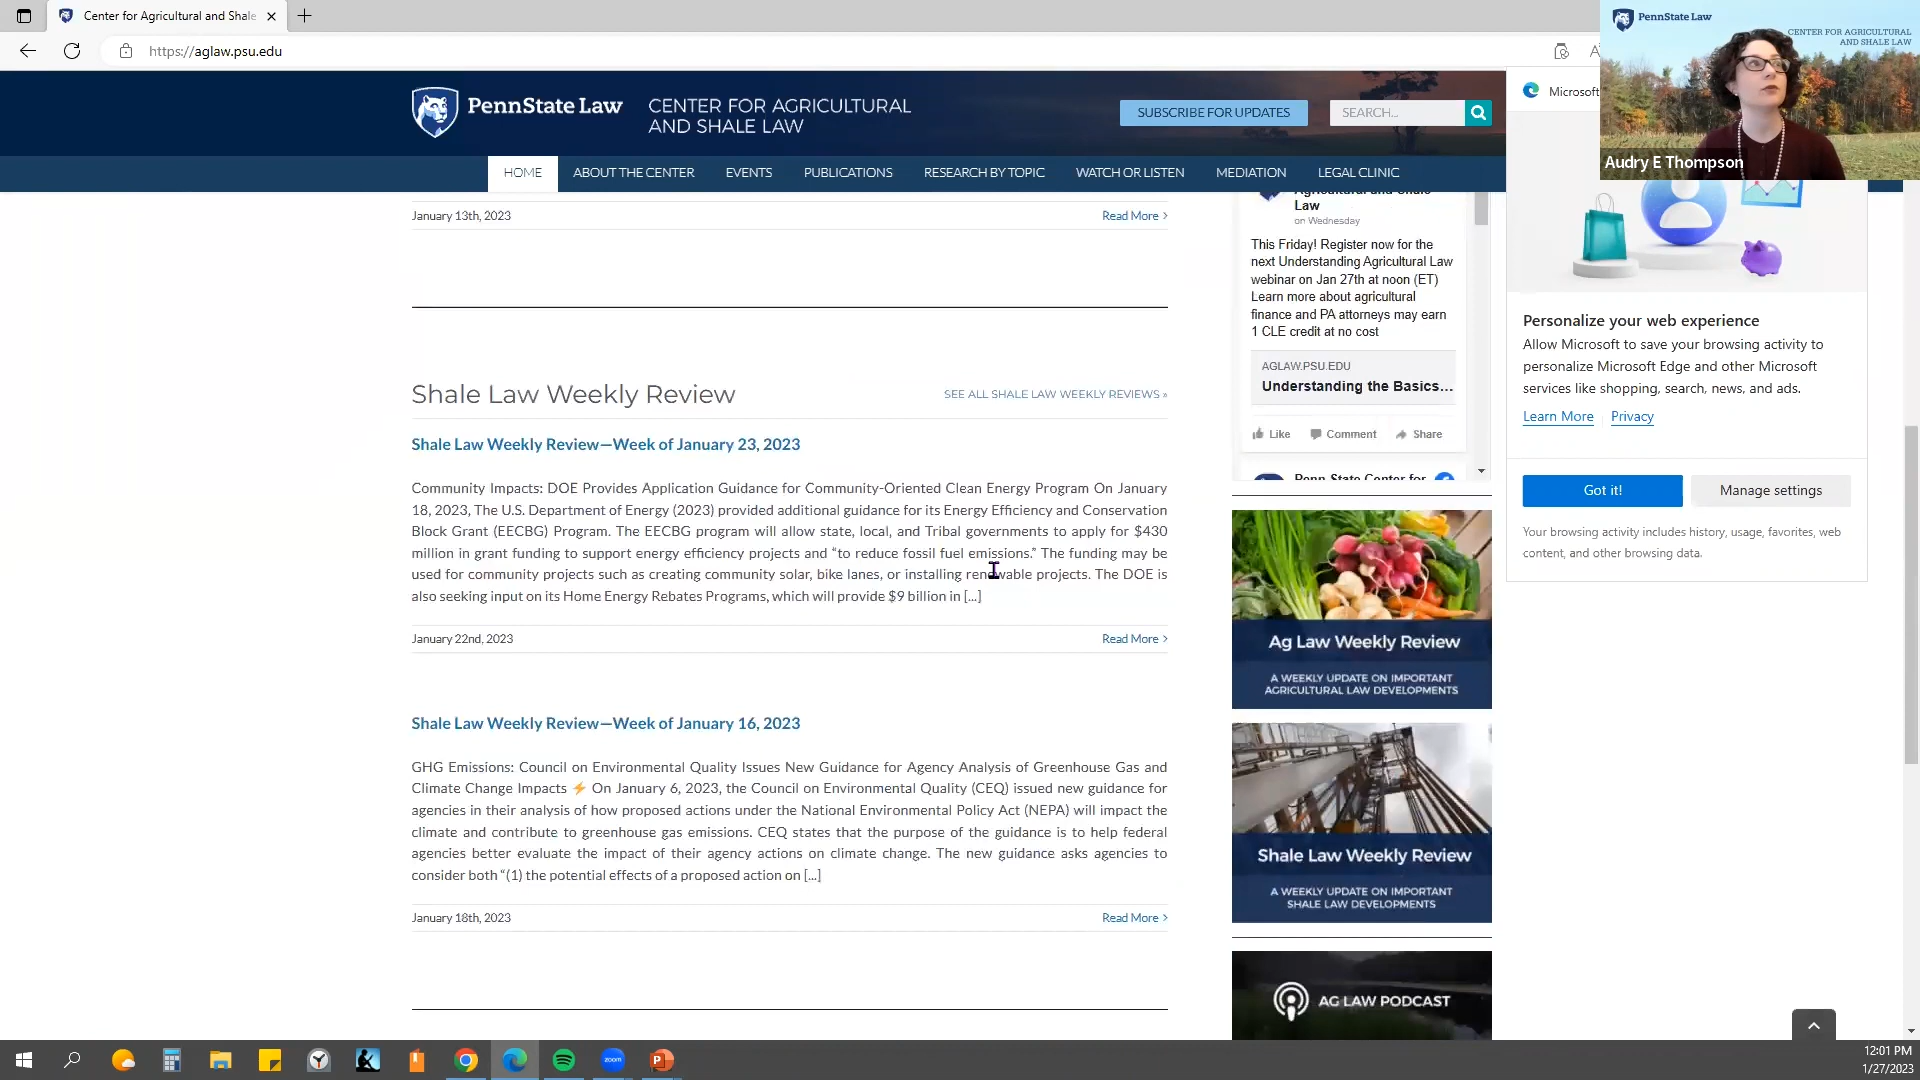 Center for Agricultural and Shale
https://aglaw.psu.edu
PennState Law
CENTER FOR AGRICULTURAL
AND SHALE LAW
Audry E Thompson
PennState Law
CENTER FOR AGRICULTURAL
AND SHALE LAW
SUBSCRIBE FOR UPDATES
SEARCH...
HOME
ABOUT THE CENTER
EVENTS
PUBLICATIONS
RESEARCH BY TOPIC
WATCH OR LISTEN
MEDIATION
LEGAL CLINIC
January 13th, 2023
Read More >
Shale Law Weekly Review
SEE ALL SHALE LAW WEEKLY REVIEWS »
Shale Law Weekly Review—Week of January 23, 2023
Community Impacts: DOE Provides Application Guidance for Community-Oriented Clean Energy Program On January
18, 2023, The U.S. Department of Energy (2023) provided additional guidance for its Energy Efficiency and Conservation
Block Grant (EECBG) Program. The EECBG program will allow state, local, and Tribal governments to apply for $430
million in grant funding to support energy efficiency projects and “to reduce fossil fuel emissions.” The funding may be
used for community projects such as creating community solar, bike lanes, or installing renewable projects. The DOE is
also seeking input on its Home Energy Rebates Programs, which will provide $9 billion in [...]
January 22nd, 2023
Read More >
Shale Law Weekly Review—Week of January 16, 2023
GHG Emissions: Council on Environmental Quality Issues New Guidance for Agency Analysis of Greenhouse Gas and
Climate Change Impacts ⚡ On January 6, 2023, the Council on Environmental Quality (CEQ) issued new guidance for
agencies in their analysis of how proposed actions under the National Environmental Policy Act (NEPA) will impact the
climate and contribute to greenhouse gas emissions. CEQ states that the purpose of the guidance is to help federal
agencies better evaluate the impact of their agency actions on climate change. The new guidance asks agencies to
consider both “(1) the potential effects of a proposed action on [...]
January 18th, 2023
Read More >
Agricultural and Shale
Law
on Wednesday
This Friday! Register now for the
next Understanding Agricultural Law
webinar on Jan 27th at noon (ET)
Learn more about agricultural
finance and PA attorneys may earn
1 CLE credit at no cost
AGLAW.PSU.EDU
Understanding the Basics...
Like
Comment
Share
Penn State Center for
Ag Law Weekly Review
A WEEKLY UPDATE ON IMPORTANT
AGRICULTURAL LAW DEVELOPMENTS
Shale Law Weekly Review
A WEEKLY UPDATE ON IMPORTANT
SHALE LAW DEVELOPMENTS
AG LAW PODCAST
Microsoft
Personalize your web experience
Allow Microsoft to save your browsing activity to
personalize Microsoft Edge and other Microsoft
services like shopping, search, news, and ads.
Learn More
Privacy
Got it!
Manage settings
Your browsing activity includes history, usage, favorites, web
content, and other browsing data.
zoom
12:01 PM
1/27/2023